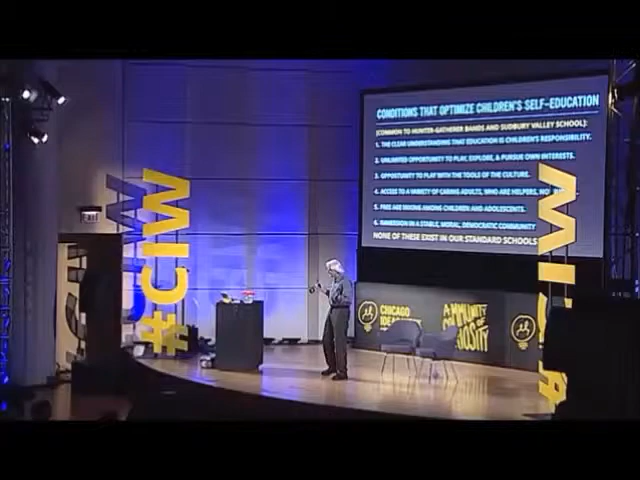 CONDITIONS THAT OPTIMIZE CHILDREN'S SELF-EDUCATION
[COMMON TO HUNTER-GATHERER BANDS AND SUDBURY VALLEY SCHOOL]:
1. THE CLEAR UNDERSTANDING THAT EDUCATION IS CHILDREN'S RESPONSIBILITY.
2. UNLIMITED OPPORTUNITY TO PLAY, EXPLORE, & PURSUE OWN INTERESTS.
3. OPPORTUNITY TO PLAY WITH THE TOOLS OF THE CULTURE.
4. ACCESS TO A VARIETY OF CARING ADULTS, WHO ARE HELPERS,
5. FREE AGE MIXING AMONG CHILDREN AND ADOLESCENTS.
6. IMMERSION IN A STABLE, MORAL, DEMOCRATIC COMMUNITY
NONE OF THESE EXIST IN OUR STANDARD SCHOOLS
#CIW
CHICAGO
OF